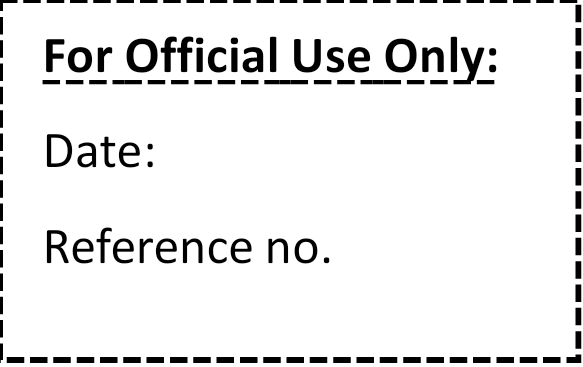 For Official Use Only:
Date:
Reference no.